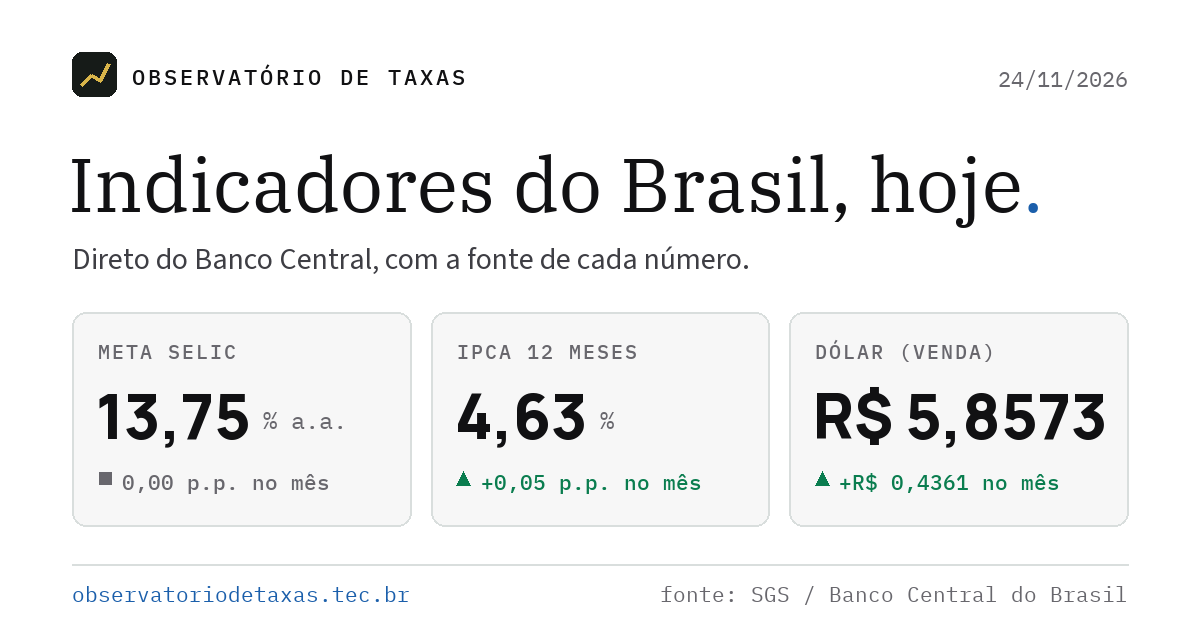 OBSERVATÓRIO DE TAXAS
24/11/2026
Indicadores do Brasil, hoje.
Direto do Banco Central, com a fonte de cada número.
META SELIC
13,75 % a.a.
0,00 p.p. no mês
IPCA 12 MESES
4,63 %
+0,05 p.p. no mês
DÓLAR (VENDA)
R$ 5,8573
+R$ 0,4361 no mês
observatoriodetaxas.tec.br
fonte: SGS / Banco Central do Brasil